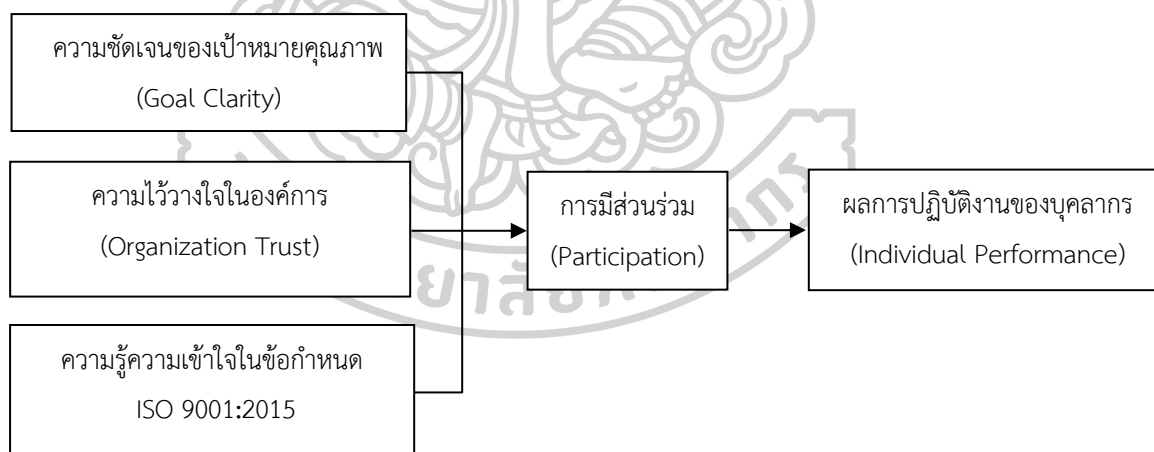 ความชัดเจนของเป้าหมายคุณภาพ
(Goal Clarity)
ความไว้วางใจในองค์การ
(Organization Trust)
ความรู้ความเข้าใจในข้อกำหนด
ISO 9001:2015
การมีส่วนร่วม
(Participation)
ผลการปฏิบัติงานของบุคลากร
(Individual Performance)